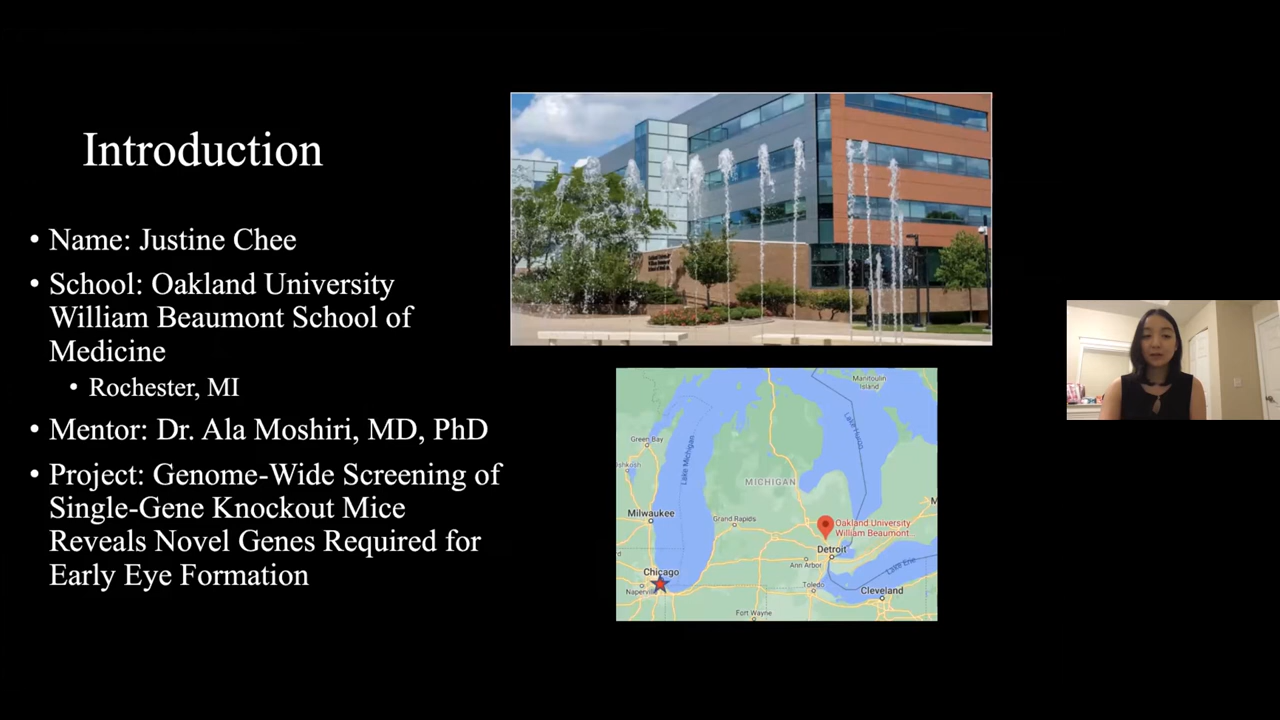 Introduction
• Name: Justine Chee
• School: Oakland University
William Beaumont School of
Medicine
• Rochester, MI
• Mentor: Dr. Ala Moshiri, MD, PhD
• Project: Genome-Wide Screening of
Single-Gene Knockout Mice
Reveals Novel Genes Required for
Early Eye Formation
Manitoulin
Island
Lake Huron
Green Bay
Lake Michigan
shkosh
MICHIGAN
Milwaukee
Grand Rapids
Oakland University
William Beaumont...
Detroit
Ann Arbor
Lake Erie
Chicago
Naperville
Toledo
Cleveland
Fort Wayne